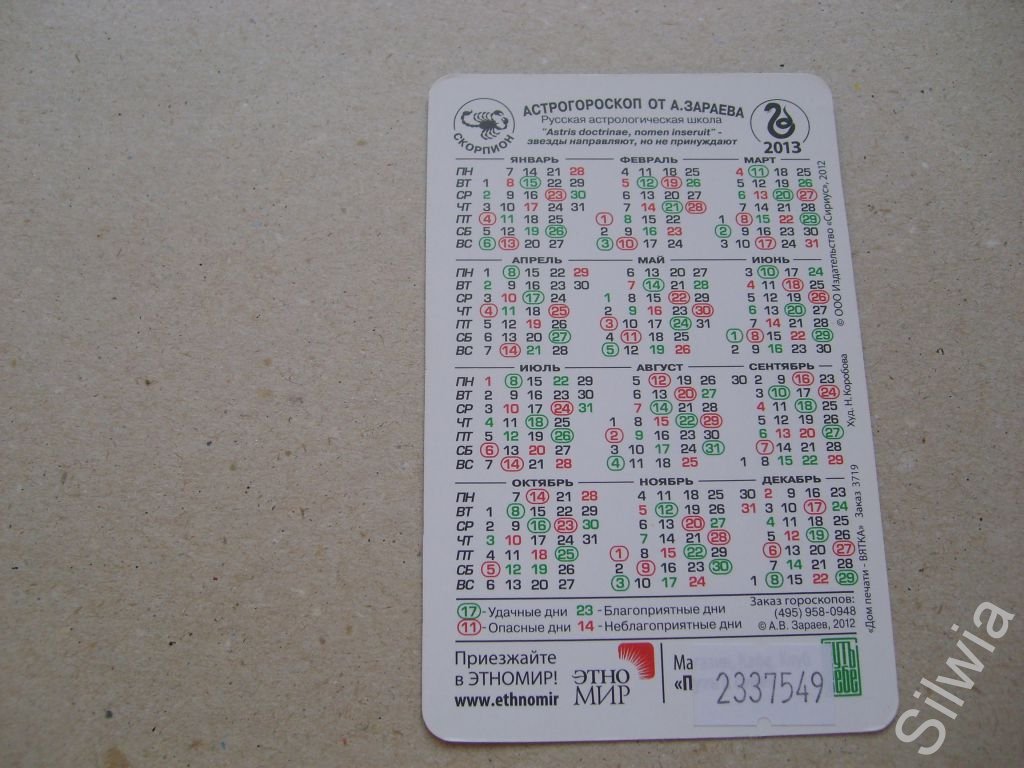 АСТРОГОРОСКОП ОТ А.ЗАРАЕВА
Русская астрологическая школа
"Astris doctrinae, nomen inseruit" -
звезды направляют, но не принуждают
СКОРПИОН
2013
ЯНВАРЬ ФЕВРАЛЬ МАРТ
ПН 7 14 21 28 4 11 18 25 4 11 18 25
ВТ 1 8 15 22 29 5 12 19 26 5 12 19 26
СР 2 9 16 23 30 6 13 20 27 6 13 20 27
ЧТ 3 10 17 24 31 7 14 21 28 7 14 21 28
ПТ 4 11 18 25 1 8 15 22 1 8 15 22 29
СБ 5 12 19 26 2 9 16 23 2 9 16 23 30
ВС 6 13 20 27 3 10 17 24 3 10 17 24 31
АПРЕЛЬ МАЙ ИЮНЬ
ПН 1 8 15 22 29 6 13 20 27 3 10 17 24
ВТ 2 9 16 23 30 7 14 21 28 4 11 18 25
СР 3 10 17 24 1 8 15 22 29 5 12 19 26
ЧТ 4 11 18 25 2 9 16 23 30 6 13 20 27
ПТ 5 12 19 26 3 10 17 24 31 7 14 21 28
СБ 6 13 20 27 4 11 18 25 1 8 15 22 29
ВС 7 14 21 28 5 12 19 26 2 9 16 23 30
ИЮЛЬ АВГУСТ СЕНТЯБРЬ
ПН 1 8 15 22 29 5 12 19 26 30 2 9 16 23
ВТ 2 9 16 23 30 6 13 20 27 3 10 17 24
СР 3 10 17 24 31 7 14 21 28 4 11 18 25
ЧТ 4 11 18 25 1 8 15 22 29 5 12 19 26
ПТ 5 12 19 26 2 9 16 23 30 6 13 20 27
СБ 6 13 20 27 3 10 17 24 31 7 14 21 28
ВС 7 14 21 28 4 11 18 25 1 8 15 22 29
ОКТЯБРЬ НОЯБРЬ ДЕКАБРЬ
ПН 7 14 21 28 4 11 18 25 30 2 9 16 23
ВТ 1 8 15 22 29 5 12 19 26 31 3 10 17 24
СР 2 9 16 23 30 6 13 20 27 4 11 18 25
ЧТ 3 10 17 24 31 7 14 21 28 5 12 19 26
ПТ 4 11 18 25 1 8 15 22 29 6 13 20 27
СБ 5 12 19 26 2 9 16 23 30 7 14 21 28
ВС 6 13 20 27 3 10 17 24 1 8 15 22 29
17 - Удачные дни 23 - Благоприятные дни
11 - Опасные дни 14 - Неблагоприятные дни
Заказ гороскопов:
(495) 958-0948
© А.В. Зараев, 2012
© ООО Издательство «Сириус», 2012
Худ. Н.Коробова
«Дом печати - ВЯТКА» Заказ 3719
Приезжайте
в ЭТНОМИР!
www.ethnomir
ЭТНО
МИР
2337549
Silwia